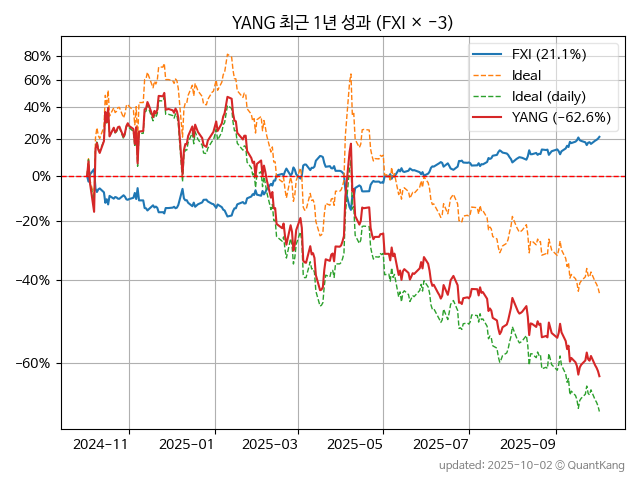 YANG 최근 1년 성과 (FXI × −3)
80%
60%
40%
20%
0%
−20%
−40%
−60%
FXI (21.1%)
Ideal
Ideal (daily)
YANG (−62.6%)
2024−11
2025−01
2025−03
2025−05
2025−07
2025−09
updated: 2025-10-02 © QuantKang